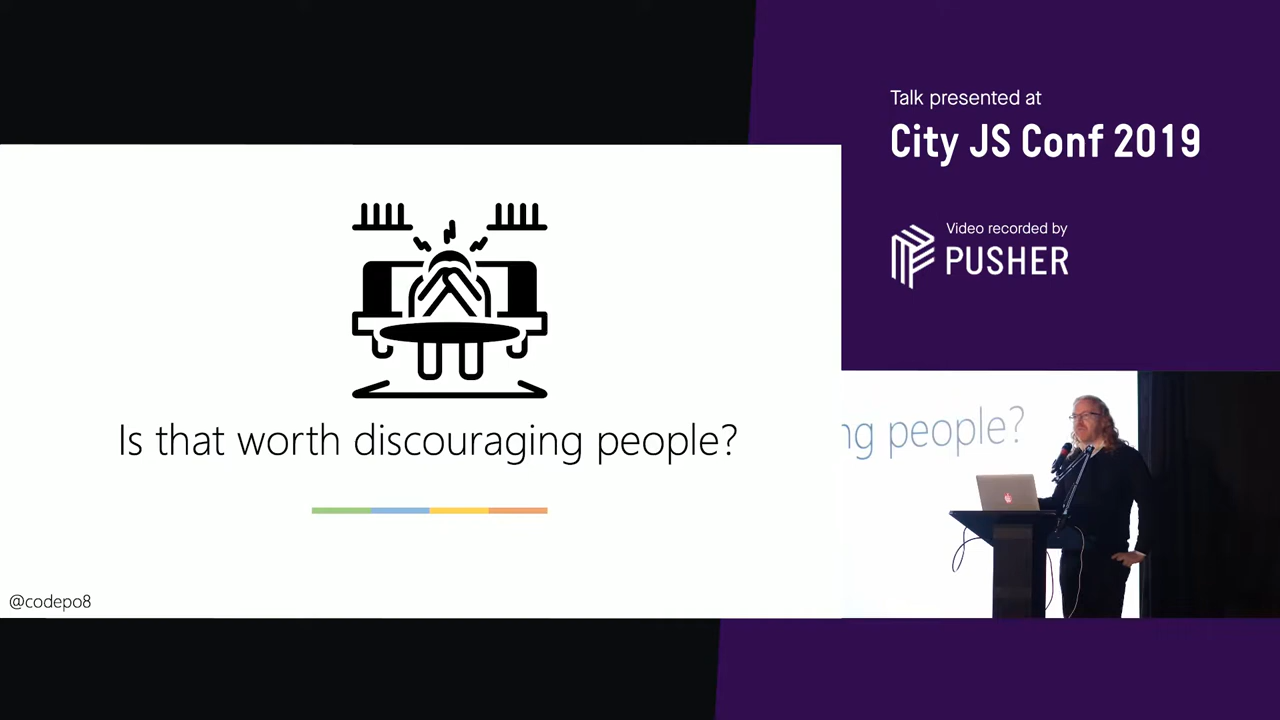 Talk presented at
City JS Conf 2019
Video recorded by
PUSHER
Is that worth discouraging people?
ng people?
@codepo8